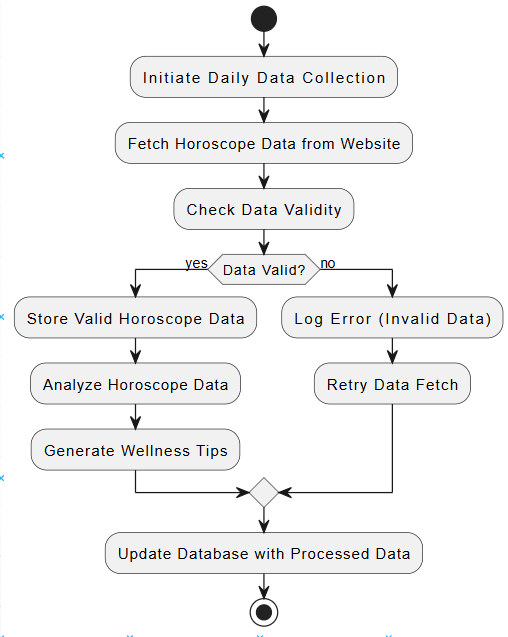 Initiate Daily Data Collection
Fetch Horoscope Data from Website
Check Data Validity
yes
Data Valid?
no
Store Valid Horoscope Data
Log Error (Invalid Data)
Analyze Horoscope Data
Retry Data Fetch
Generate Wellness Tips
Update Database with Processed Data